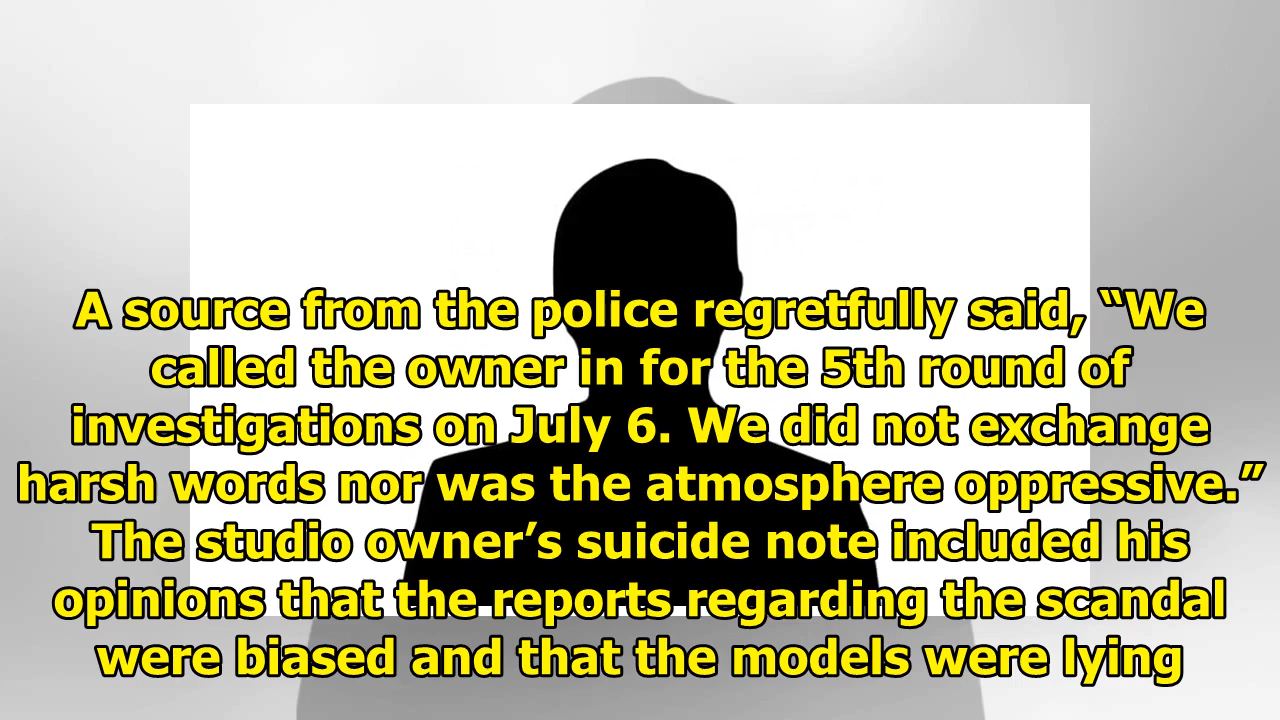 A source from the police regretfully said, “We
called the owner in for the 5th round of
investigations on July 6. We did not exchange
harsh words nor was the atmosphere oppressive.”
The studio owner’s suicide note included his
opinions that the reports regarding the scandal
were biased and that the models were lying